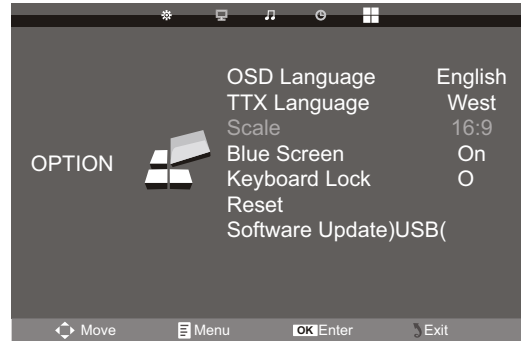 OSD Language English
TTX Language West
Scale 16:9
OPTION
Blue Screen On
Keyboard Lock O
Reset
Software Update)USB(
Move Menu OK Enter Exit